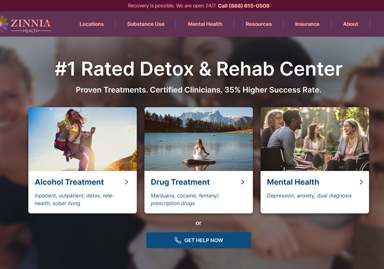 Recovery is possible. We are open 24/7. Call (888) 615-0508
ZINNIA
HEALTH
Locations
Substance Use
Mental Health
Resources
Insurance
About
#1 Rated Detox & Rehab Center
Proven Treatments. Certified Clinicians. 35% Higher Success Rate.
Alcohol Treatment
Inpatient, outpatient, detox, tele-
health, sober living
Drug Treatment
Marijuana, cocaine, fentanyl,
prescription drugs
Mental Health
Depression, anxiety, dual diagnosis
or
GET HELP NOW